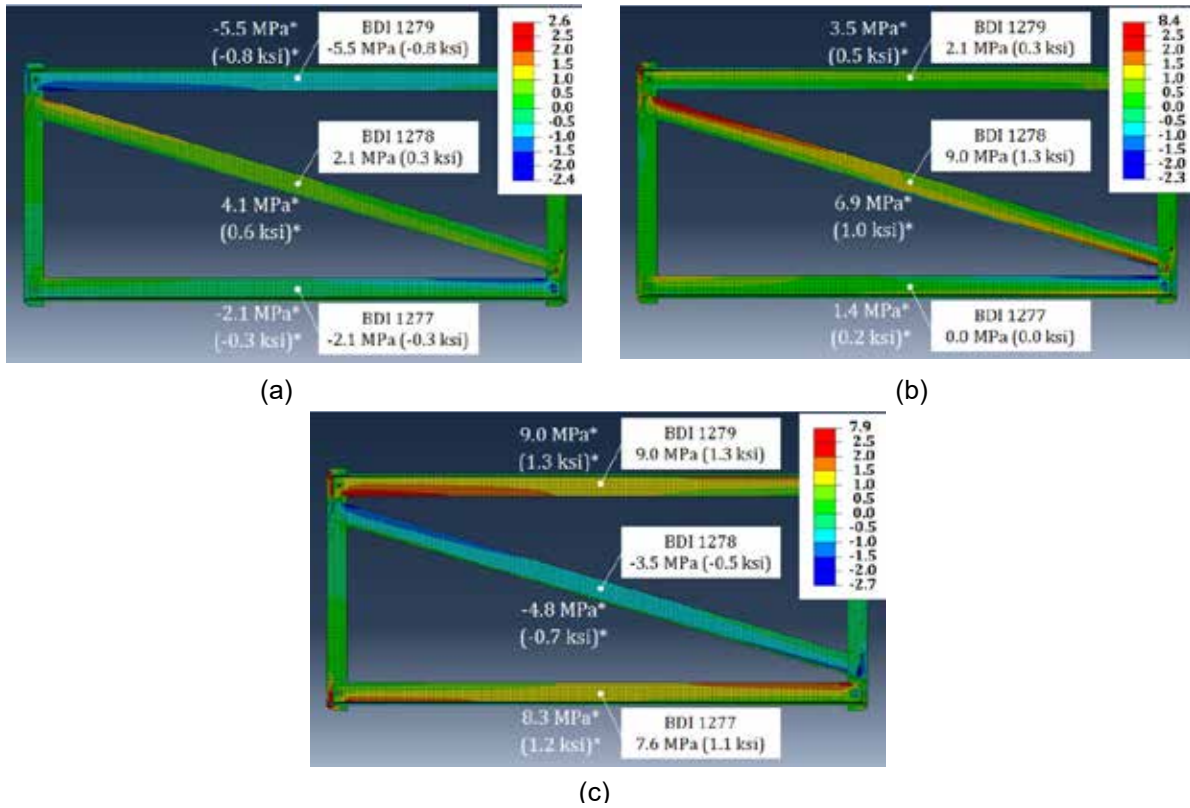 -5.5 MPa*
(-0.8 ksi)*
BDI 1279
-5.5 MPa (-0.8 ksi)
BDI 1278
2.1 MPa (0.3 ksi)
4.1 MPa*
(0.6 ksi)*
-2.1 MPa*
(-0.3 ksi)*
BDI 1277
-2.1 MPa (-0.3 ksi)
2.6
2.5
2.0
1.5
1.0
0.5
0.0
-0.5
-1.0
-1.5
-2.0
-2.4
(a)
3.5 MPa*
(0.5 ksi)*
BDI 1279
2.1 MPa (0.3 ksi)
BDI 1278
9.0 MPa (1.3 ksi)
6.9 MPa*
(1.0 ksi)*
1.4 MPa*
(0.2 ksi)*
BDI 1277
0.0 MPa (0.0 ksi)
8.4
2.5
2.0
1.5
1.0
0.5
0.0
-0.5
-1.0
-1.5
-2.0
-2.3
(b)
9.0 MPa*
(1.3 ksi)*
BDI 1279
9.0 MPa (1.3 ksi)
BDI 1278
-3.5 MPa (-0.5 ksi)
-4.8 MPa*
(-0.7 ksi)*
8.3 MPa*
(1.2 ksi)*
BDI 1277
7.6 MPa (1.1 ksi)
7.9
2.5
2.0
1.5
1.0
0.5
0.0
-0.5
-1.0
-1.5
-2.0
-2.7
(c)